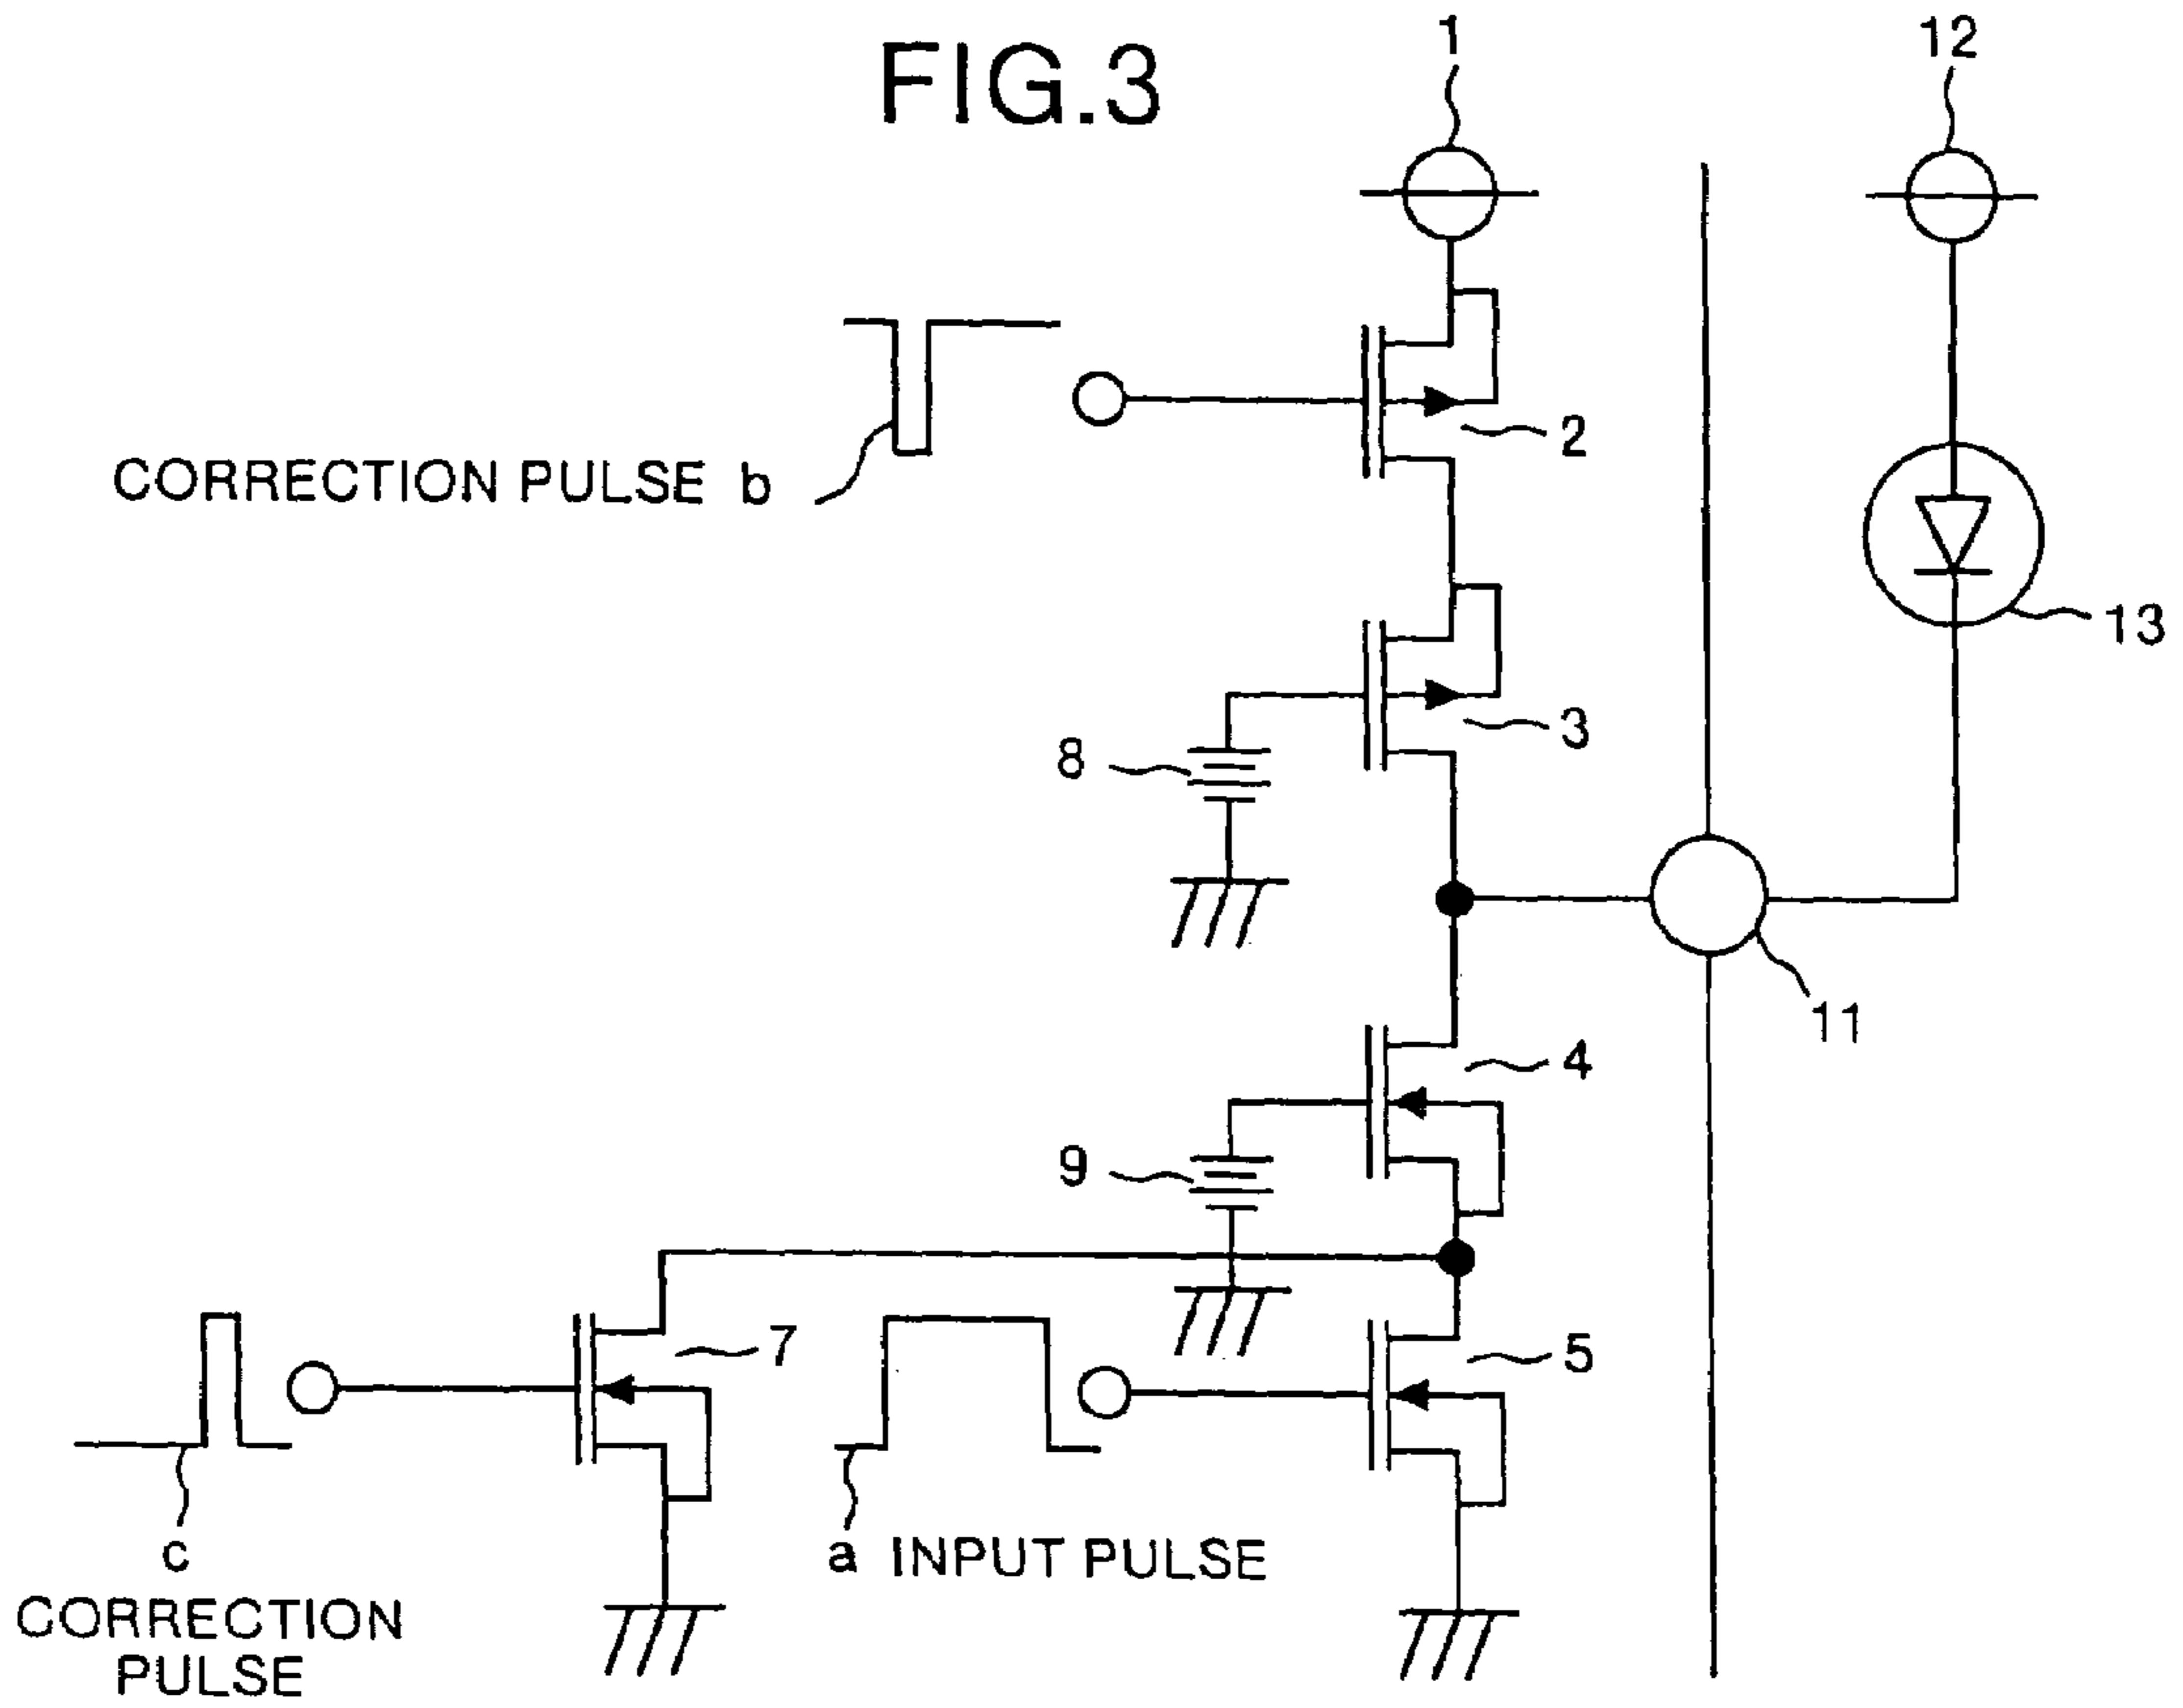 FIG.3
1
12
2
CORRECTION PULSE b
13
3
8
11
4
9
7
5
c
CORRECTION
PULSE
a INPUT PULSE